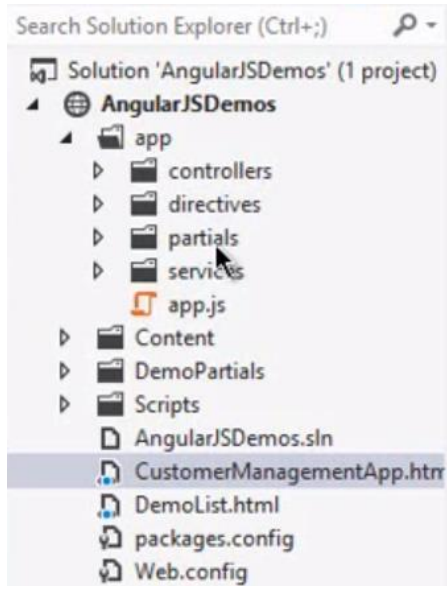 Search Solution Explorer (Ctrl+;)
Solution 'AngularJSDemos' (1 project)
AngularJSDemos
app
controllers
directives
partials
services
app.js
Content
DemoPartials
Scripts
AngularJSDemos.sln
CustomerManagementApp.htm
DemoList.html
packages.config
Web.config